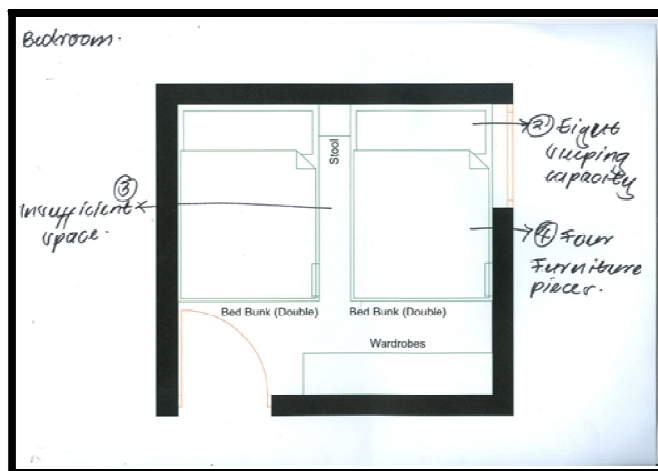 Bedroom.
② Eight
sleeping
capacity
Stool
③
Insufficient
space.
① Four
Furniture
pieces.
Bed Bunk (Double) Bed Bunk (Double)
Wardrobes